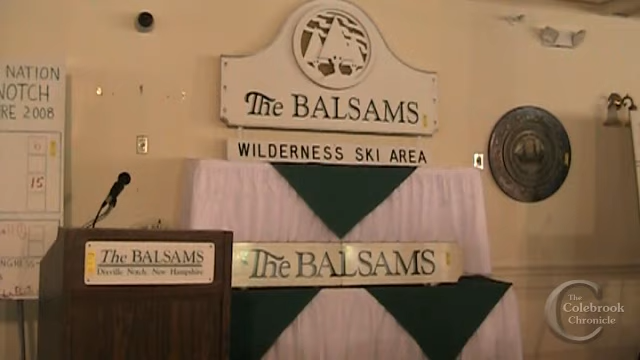 NATION
NOTCH
RE 2008
15
The BALSAMS
WILDERNESS SKI AREA
The BALSAMS
Dixville Notch, New Hampshire
The BALSAMS
The
Colebrook
Chronicle